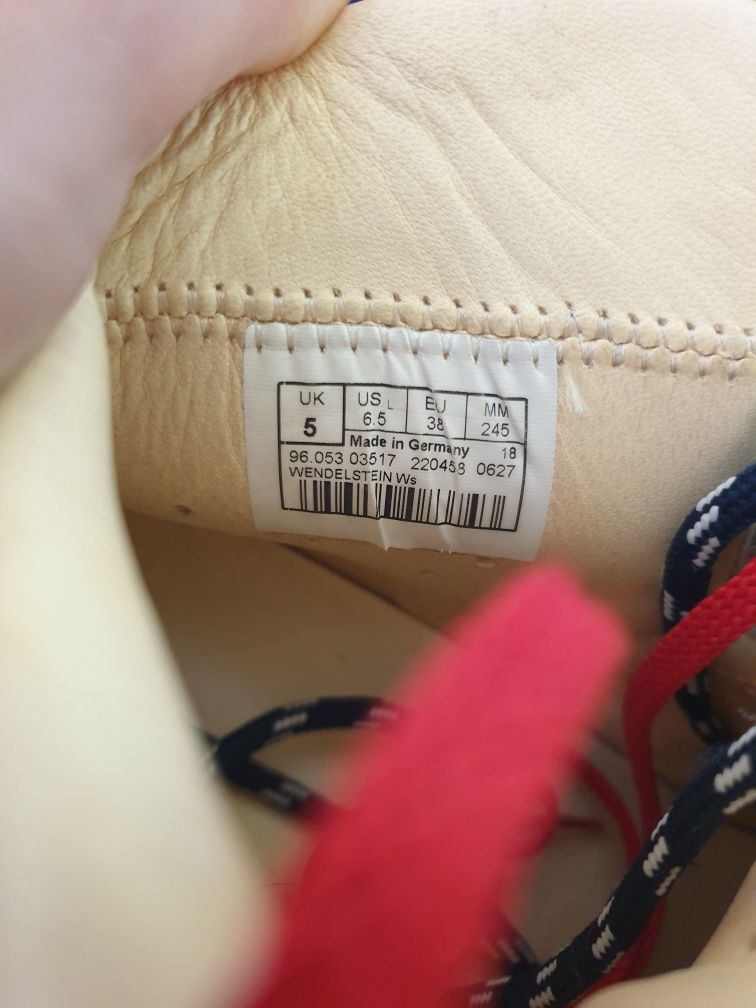 UK US L EU MM
5 6.5 38 245
Made in Germany 18
96.053 03517 220458 0627
WENDELSTEIN Ws